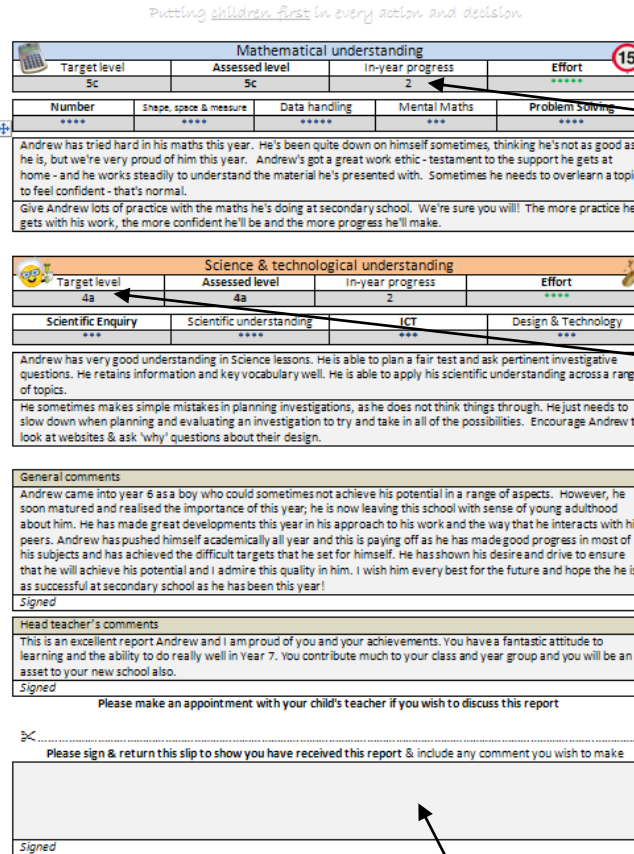 Putting children first in every action and decision
Mathematical understanding
15
Target level Assessed level In-year progress Effort
5c 5c 2 *****
Number Shape, space & measure Data handling Mental Maths Problem Solving
**** **** ***** *** ****
Andrew has tried hard in his maths this year. He's been quite down on himself sometimes, thinking he's not as good as
he is, but we're very proud of him this year. Andrew's got a great work ethic - testament to the support he gets at
home - and he works steadily to understand the material he's presented with. Sometimes he needs to overlearn a topi
to feel confident - that's normal.
Give Andrew lots of practice with the maths he's doing at secondary school. We're sure you will! The more practice he
gets with his work, the more confident he'll be and the more progress he'll make.
Science & technological understanding
Target level Assessed level In-year progress Effort
4a 4a 2 ****
Scientific Enquiry Scientific understanding ICT Design & Technology
*** **** *** ***
Andrew has very good understanding in Science lessons. He is able to plan a fair test and ask pertinent investigative
questions. He retains information and key vocabulary well. He is able to apply his scientific understanding across a rang
of topics.
He sometimes makes simple mistakes in planning investigations, as he does not think things through. He just needs to
slow down when planning and evaluating an investigation to try and take in all of the possibilities. Encourage Andrew t
look at websites & ask 'why' questions about their design.
General comments
Andrew came into year 6 as a boy who could sometimes not achieve his potential in a range of aspects. However, he
soon matured and realised the importance of this year; he is now leaving this school with sense of young adulthood
about him. He has made great developments this year in his approach to his work and the way that he interacts with hi
peers. Andrew has pushed himself academically all year and this is paying off as he has made good progress in most of
his subjects and has achieved the difficult targets that he set for himself. He has shown his desire and drive to ensure
that he will achieve his potential and I admire this quality in him. I wish him every best for the future and hope the he is
as successful at secondary school as he has been this year!
Signed
Head teacher's comments
This is an excellent report Andrew and I am proud of you and your achievements. You have a fantastic attitude to
learning and the ability to do really well in Year 7. You contribute much to your class and year group and you will be an
asset to your new school also.
Signed
Please make an appointment with your child's teacher if you wish to discuss this report
Please sign & return this slip to show you have received this report & include any comment you wish to make
Signed